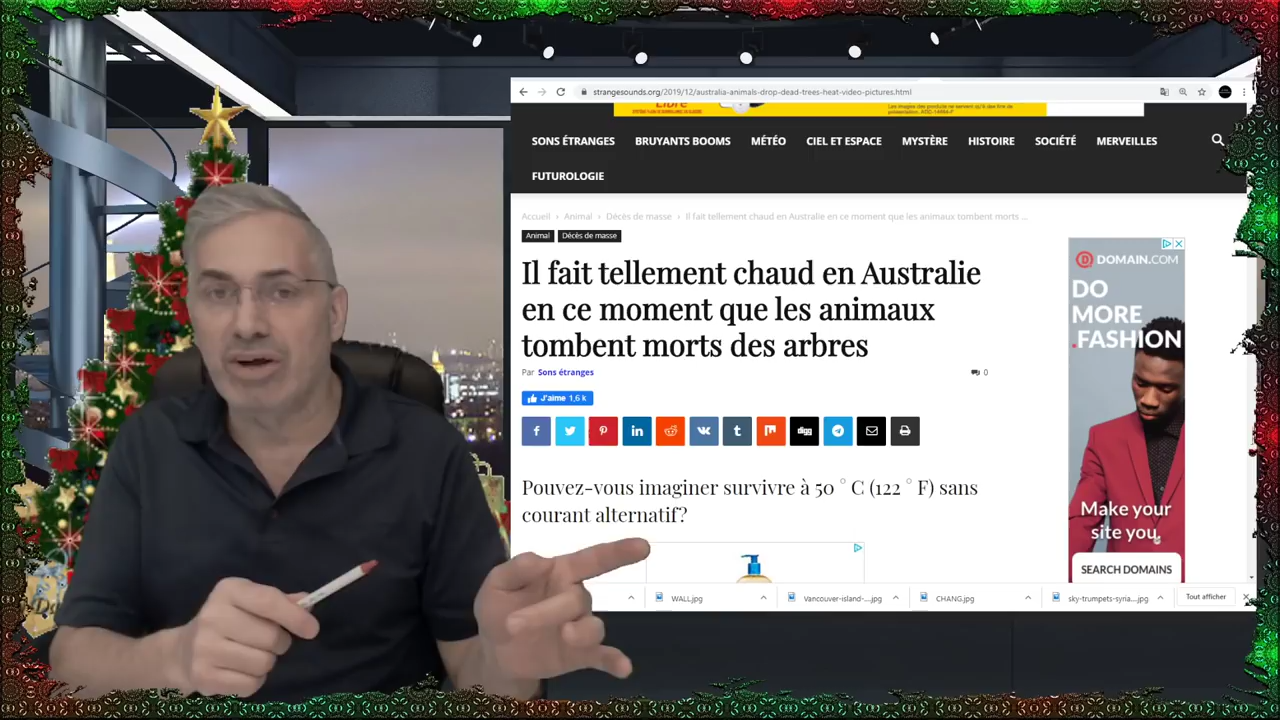 strangesounds.org/2019/12/australia-animals-drop-dead-trees-heat-video-pictures.html
Libre
SONS ÉTRANGES BRUYANTS BOOMS MÉTÉO CIEL ET ESPACE MYSTÈRE HISTOIRE SOCIÉTÉ MERVEILLES
FUTUROLOGIE
Accueil › Animal › Décès de masse › Il fait tellement chaud en Australie en ce moment que les animaux tombent morts ...
Animal Décès de masse
Il fait tellement chaud en Australie
en ce moment que les animaux
tombent morts des arbres
Par Sons étranges 0
J'aime 1,6 k
digg
Pouvez-vous imaginer survivre à 50 ° C (122 ° F) sans
courant alternatif?
DOMAIN.COM
DO
MORE
.FASHION
Make your
site you.
SEARCH DOMAINS
WALL.jpg Vancouver-island-....jpg CHANG.jpg sky-trumpets-syria....jpg Tout afficher